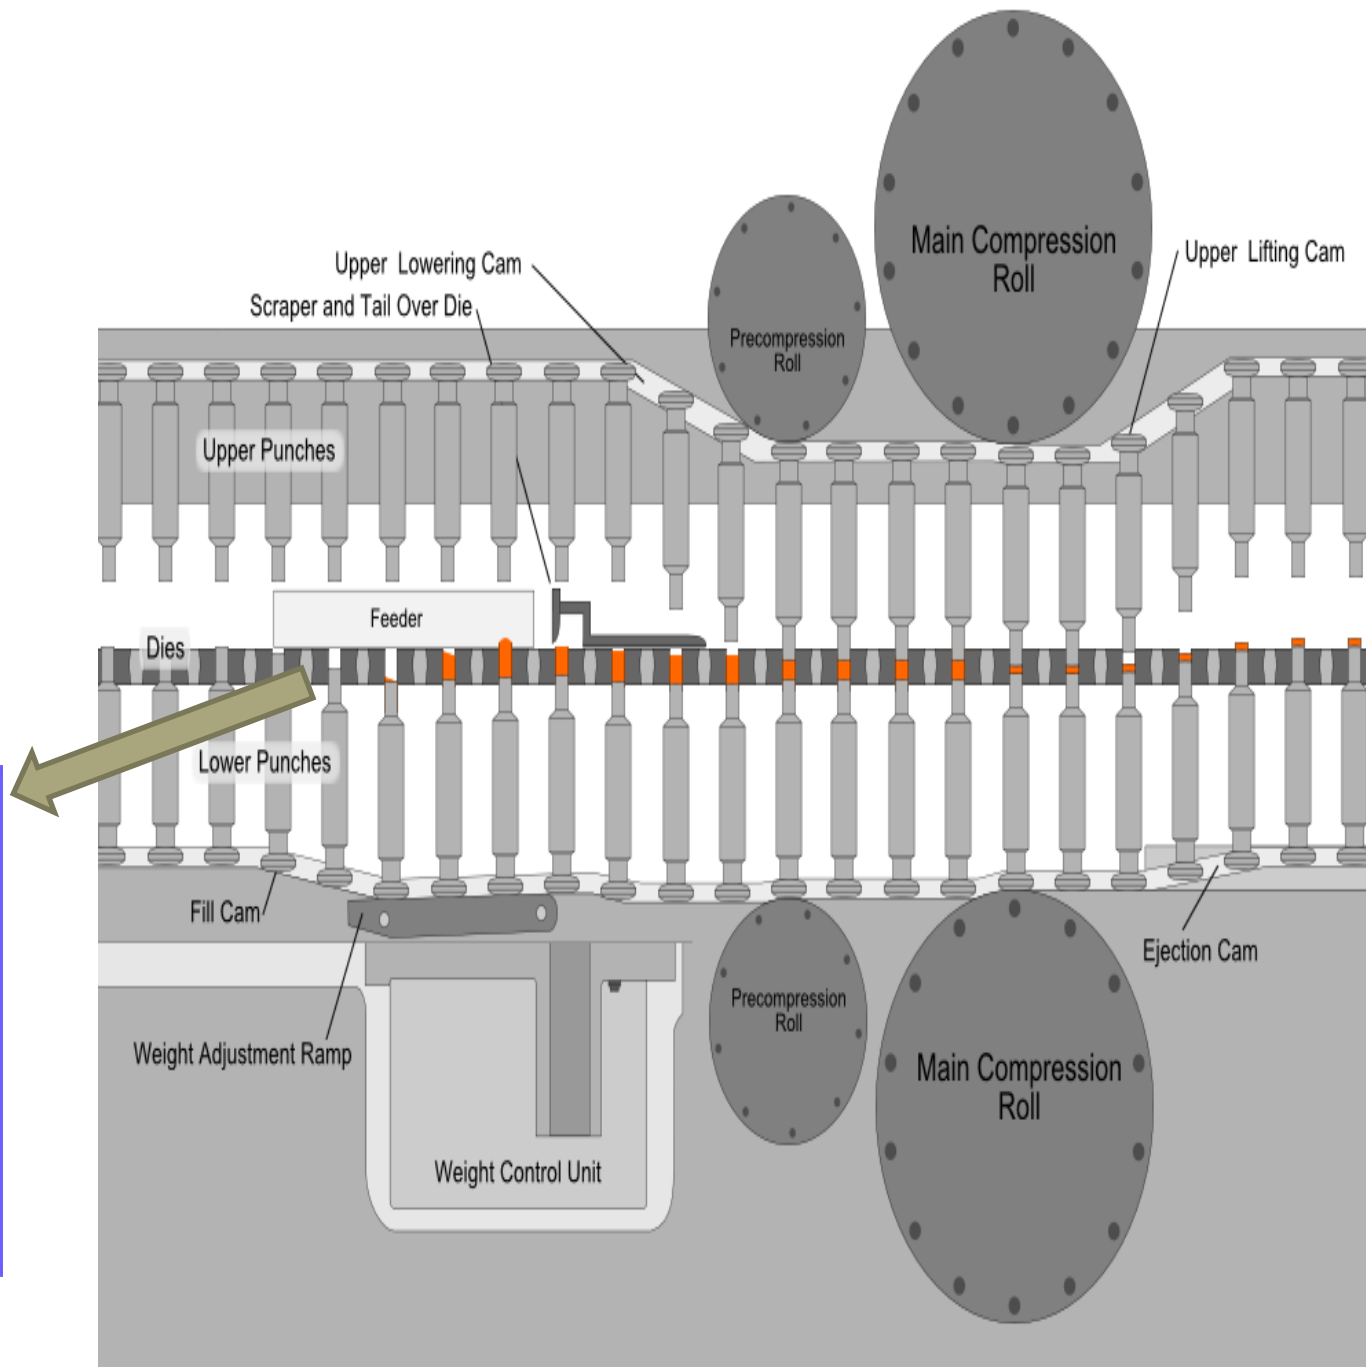 Main Compression
Roll
Upper  Lowering Cam
Upper  Lifting Cam
Scraper and Tail Over Die
Precompression
Roll
Upper Punches
Feeder
Dies
Lower Punches
Fill Cam
Ejection Cam
Precompression
Roll
Weight Adjustment Ramp
Main Compression
Roll
Weight Control Unit